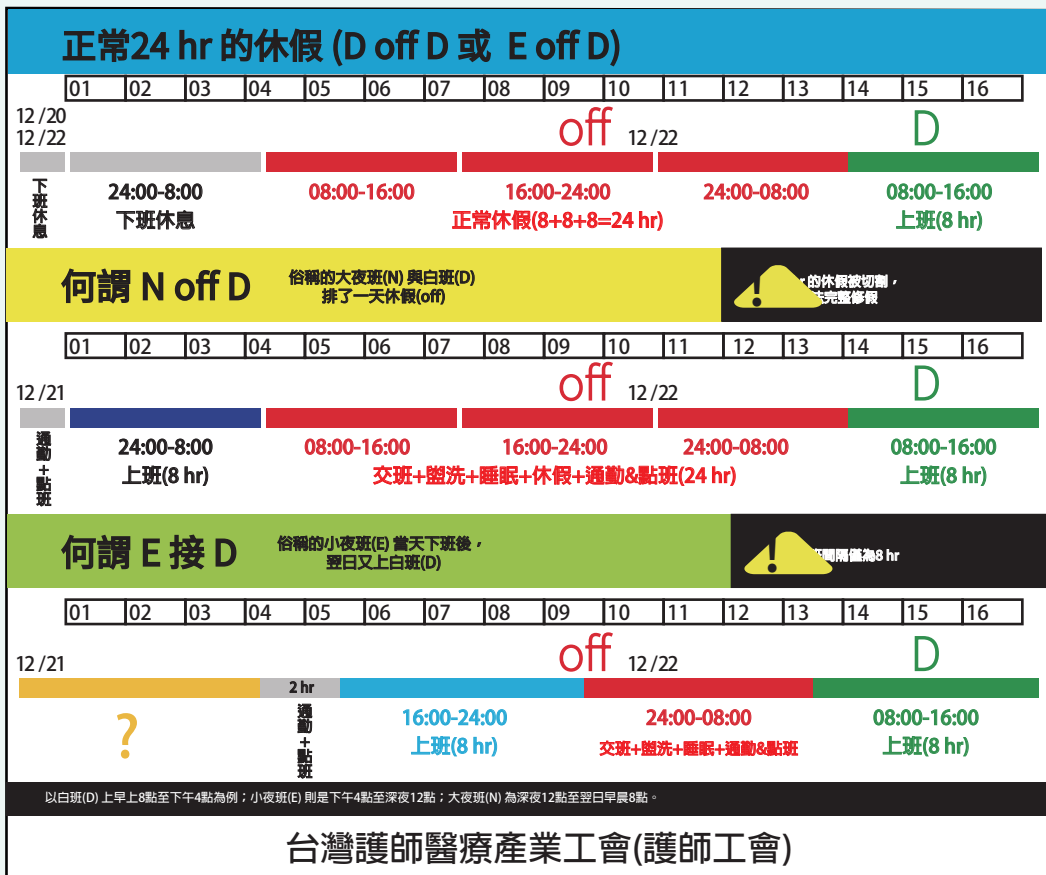 正常24 hr 的休假 (D off D 或 E off D)
01 02 03 04 05 06 07 08 09 10 11 12 13 14 15 16
12/20
12/22
off 12/22 D
下班休息
24:00-8:00 08:00-16:00 16:00-24:00 24:00-08:00 08:00-16:00
下班休息 正常休假(8+8+8=24 hr) 上班(8 hr)
何謂 N off D
俗稱的大夜班(N) 與白班(D)
排了一天休假(off)
的休假被切割，
完整修假
01 02 03 04 05 06 07 08 09 10 11 12 13 14 15 16
12/21 off 12/22 D
通勤+點班
24:00-8:00 08:00-16:00 16:00-24:00 24:00-08:00 08:00-16:00
上班(8 hr) 交班+盥洗+睡眠+休假+通勤&點班(24 hr) 上班(8 hr)
何謂 E 接 D
俗稱的小夜班(E) 當天下班後，
翌日又上白班(D)
間隔僅為8 hr
01 02 03 04 05 06 07 08 09 10 11 12 13 14 15 16
12/21 off 12/22 D
2 hr
?
通勤+點班
16:00-24:00 24:00-08:00 08:00-16:00
上班(8 hr) 交班+盥洗+睡眠+通勤&點班 上班(8 hr)
以白班(D) 上早上8點至下午4點為例；小夜班(E) 則是下午4點至深夜12點；大夜班(N) 為深夜12點至翌日早晨8點。
台灣護師醫療產業工會(護師工會)